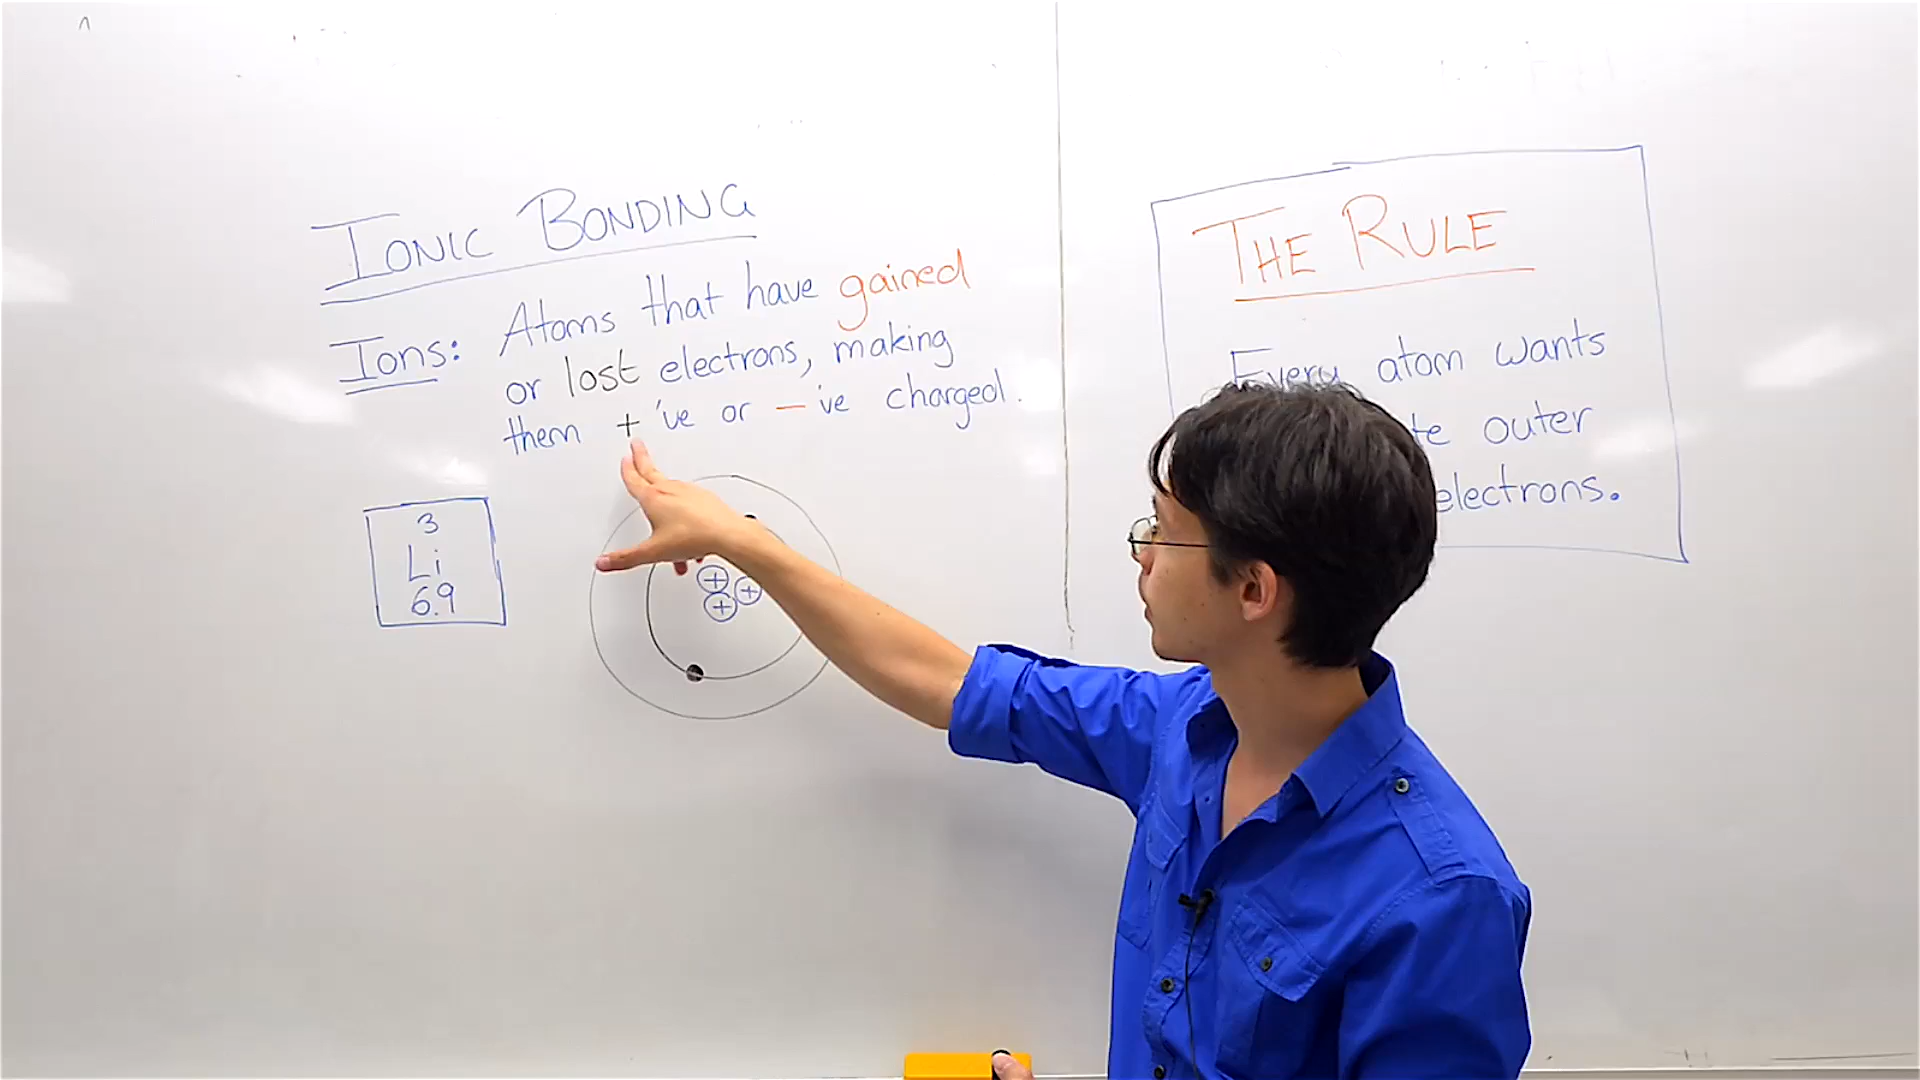 IONIC BONDING
Ions: Atoms that have gained
or lost electrons, making
them +'ve or -'ve charged.
3
Li
6.9
+
+
+
THE RULE
Every atom wants
outer
electrons.